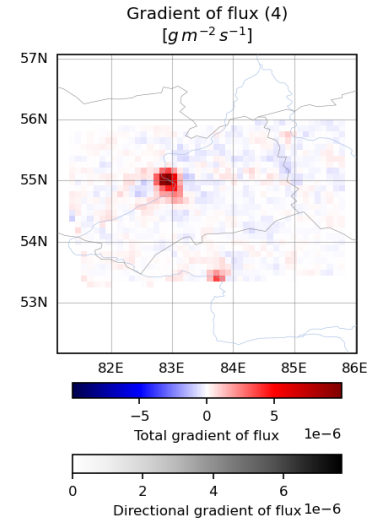 Gradient of flux (4)
[g m⁻² s⁻¹]
57N
56N
55N
54N
53N
82E 83E 84E 85E 86E
−5 0 5
Total gradient of flux 1e-6
0 2 4 6
Directional gradient of flux 1e-6